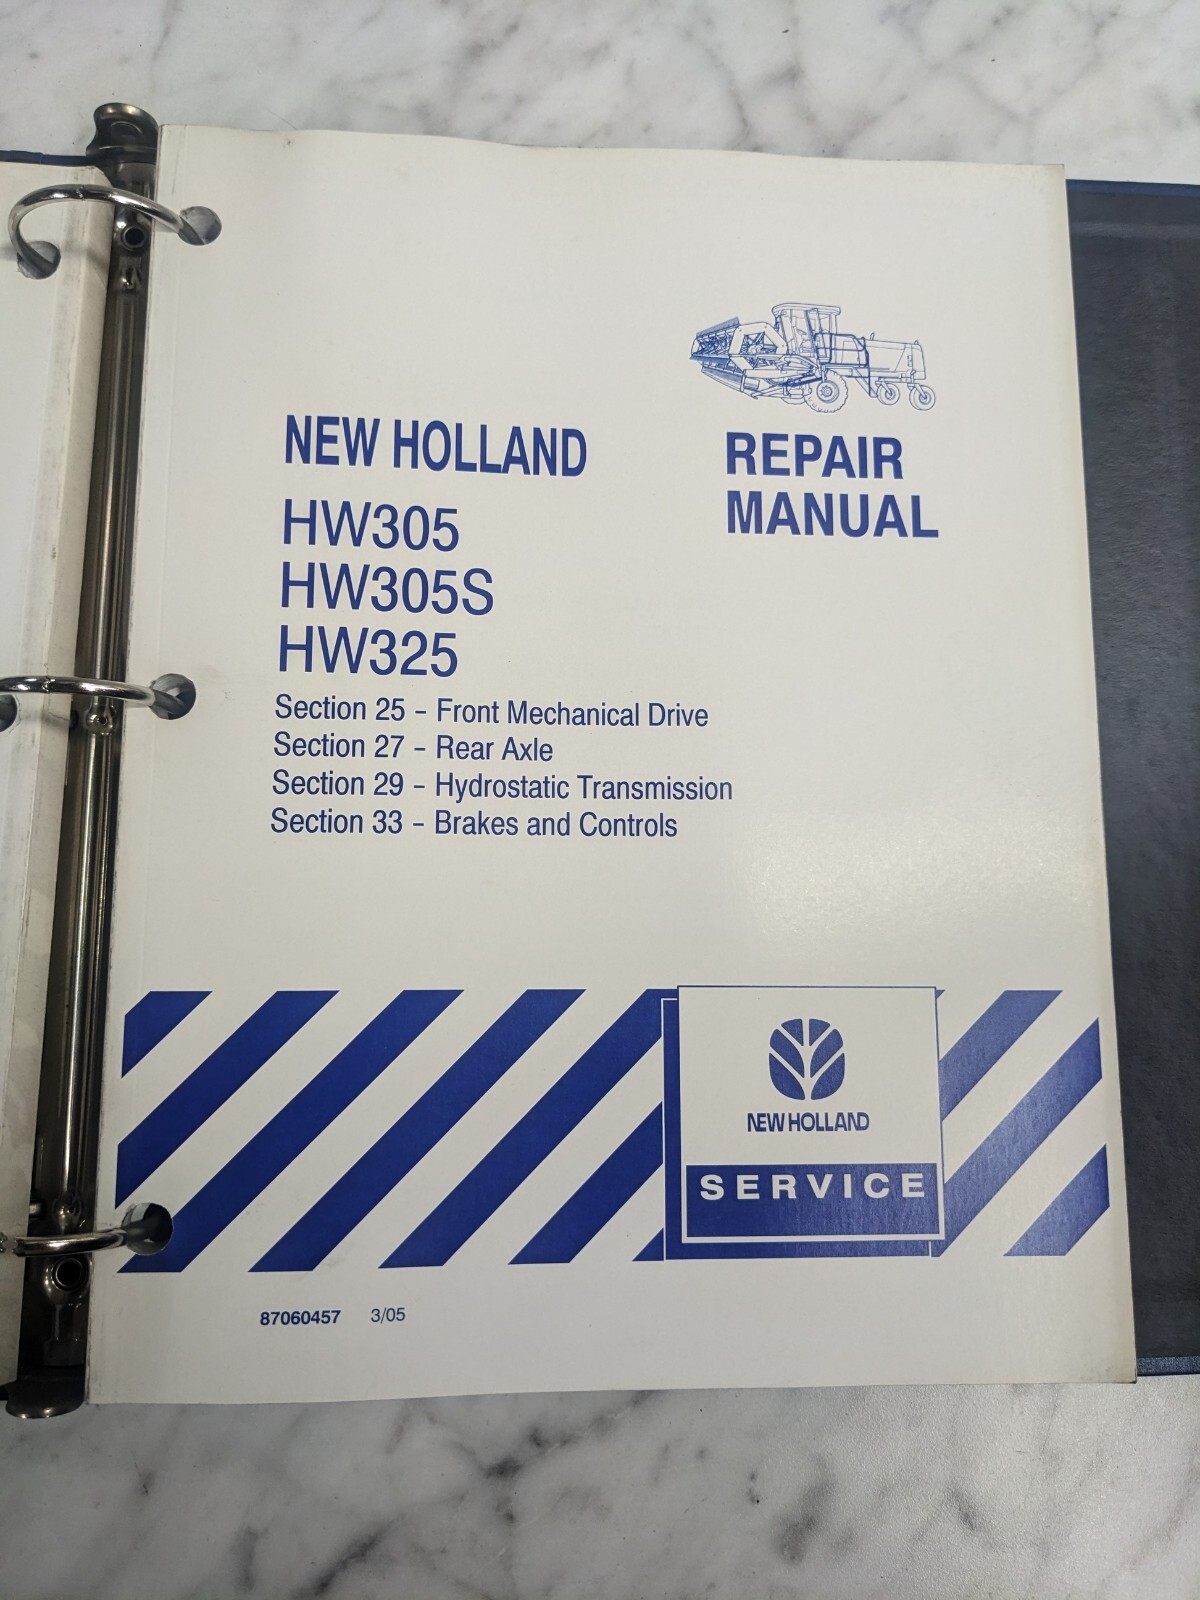 NEW HOLLAND
HW305
HW305S
HW325
REPAIR
MANUAL
Section 25 - Front Mechanical Drive
Section 27 - Rear Axle
Section 29 - Hydrostatic Transmission
Section 33 - Brakes and Controls
NEW HOLLAND
SERVICE
87060457 3/05